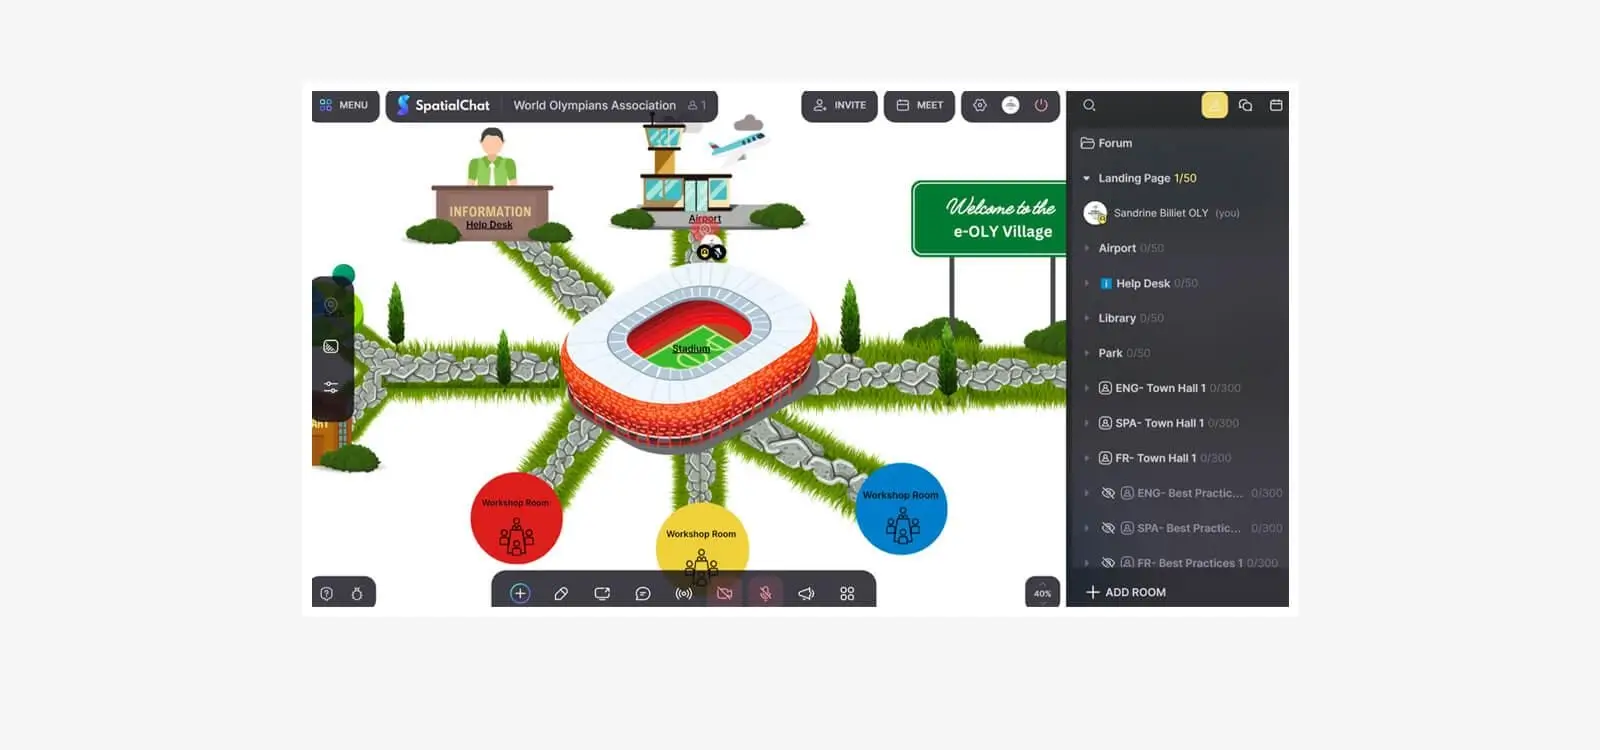 MENU
SpatialChat
World Olympians Association
1
INVITE
MEET
INFORMATION
Help Desk
Airport
Welcome to the
e-OLY Village
Stadium
Workshop Room
Workshop Room
Workshop Room
40%
Forum
Landing Page 1/50
Sandrine Billiet OLY (you)
Airport 0/50
Help Desk 0/50
Library 0/50
Park 0/50
ENG- Town Hall 1 0/300
SPA- Town Hall 1 0/300
FR- Town Hall 1 0/300
ENG- Best Practic... 0/300
SPA- Best Practic... 0/300
FR- Best Practices 1 0/300
ADD ROOM